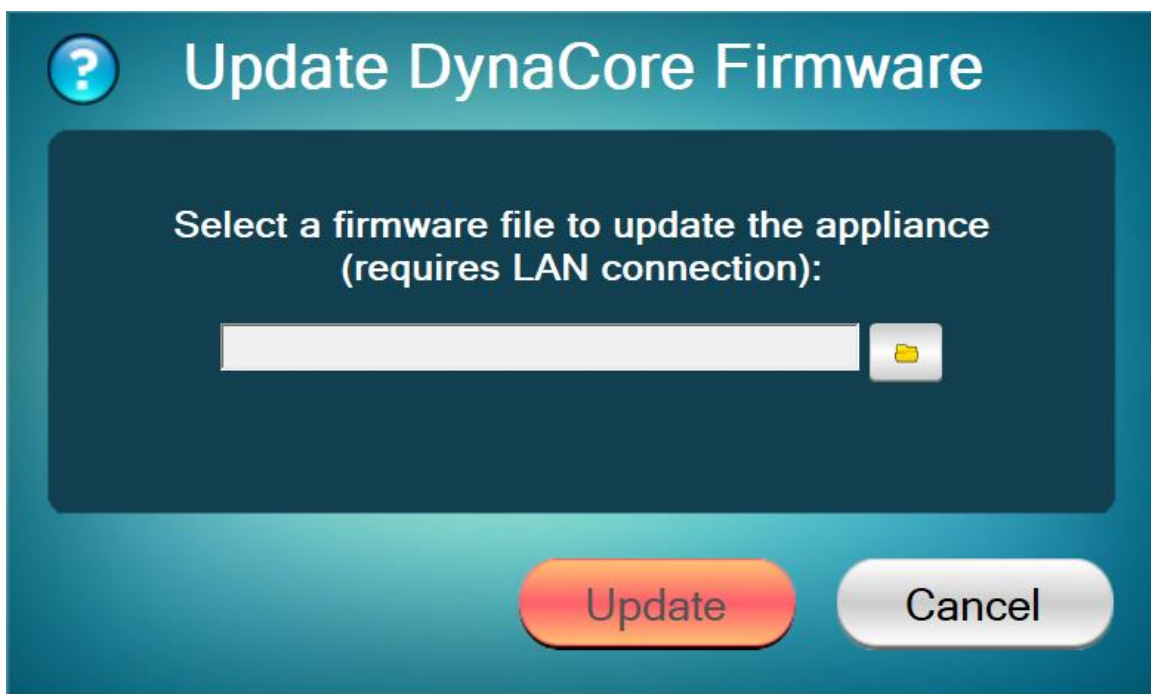 ?
Update DynaCore Firmware
Select a firmware file to update the appliance
(requires LAN connection):
Update
Cancel